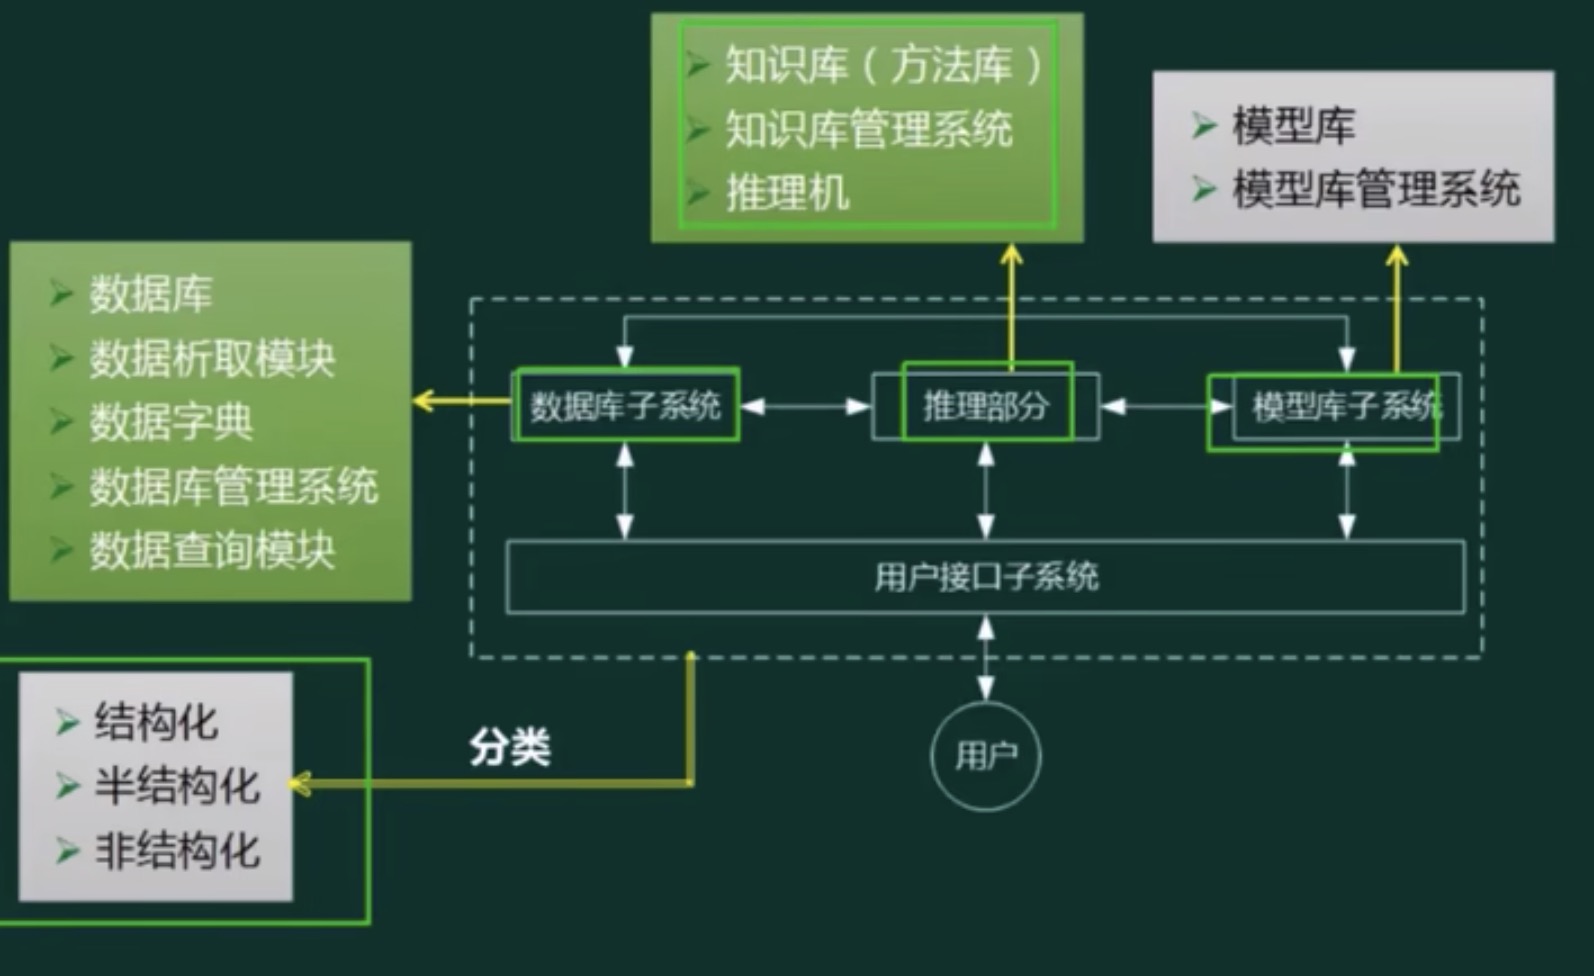 知识库（方法库）
知识库管理系统
推理机
模型库
模型库管理系统
数据库
数据析取模块
数据字典
数据库管理系统
数据查询模块
数据库子系统
推理部分
模型库子系统
用户接口子系统
用户
分类
结构化
半结构化
非结构化